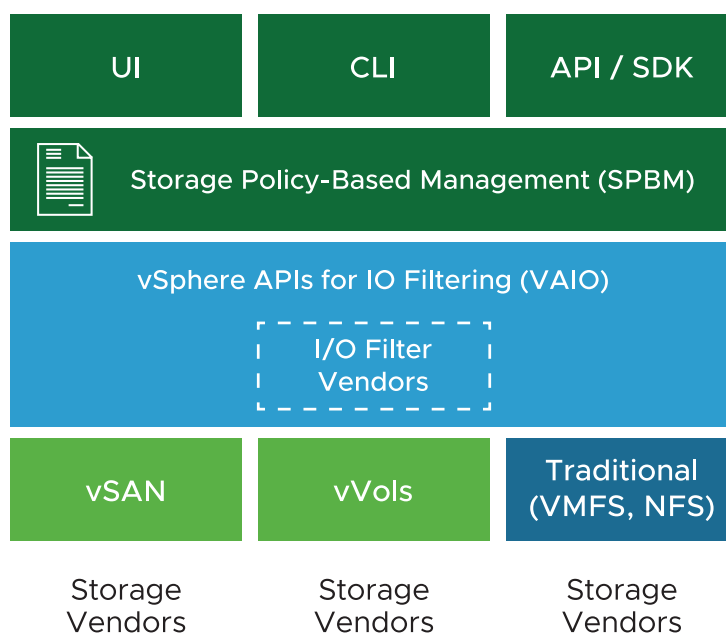 UI
CLI
API / SDK
Storage Policy-Based Management (SPBM)
vSphere APIs for IO Filtering (VAIO)
I/O Filter
Vendors
vSAN
vVols
Traditional
(VMFS, NFS)
Storage
Vendors
Storage
Vendors
Storage
Vendors